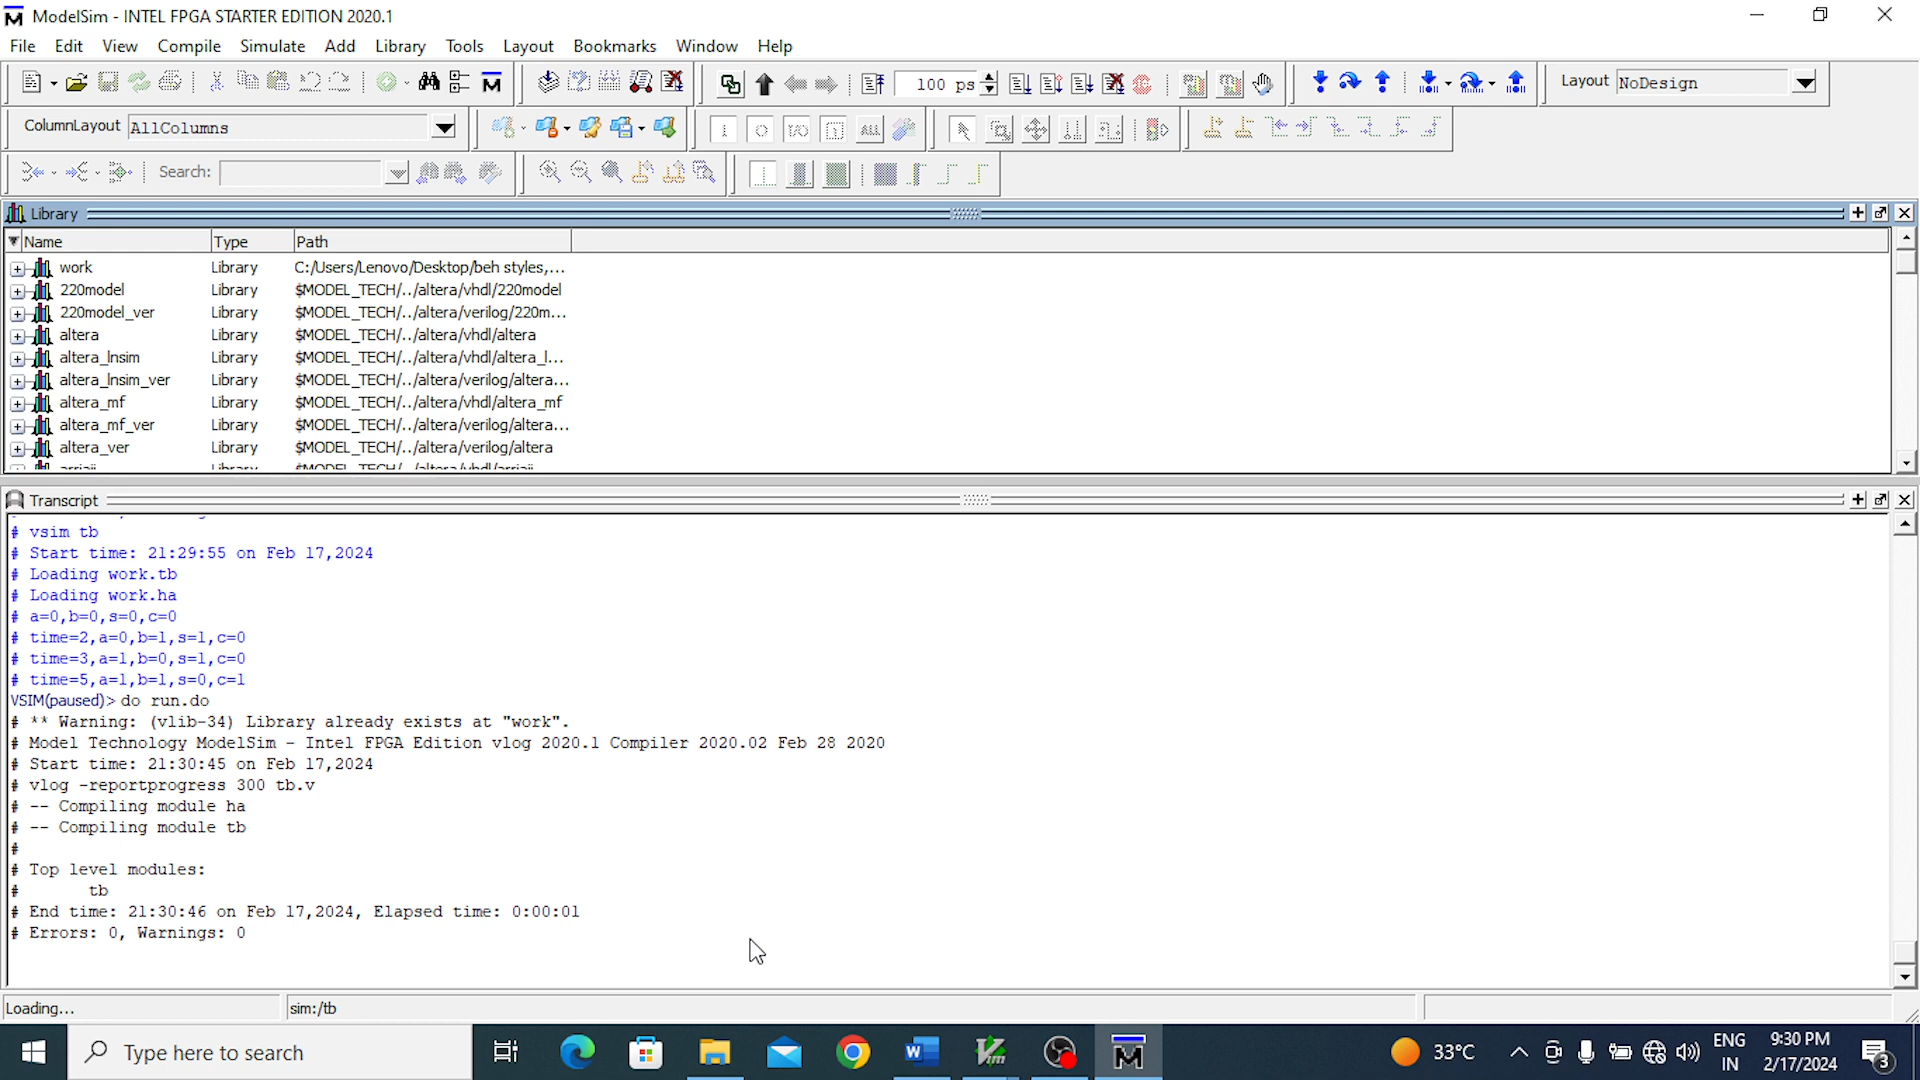 ModelSim - INTEL FPGA STARTER EDITION 2020.1
File Edit View Compile Simulate Add Library Tools Layout Bookmarks Window Help
100 ps
Layout NoDesign
ColumnLayout AllColumns
Search:
Library
Name Type Path
work Library C:/Users/Lenovo/Desktop/beh styles,...
220model Library $MODEL_TECH/../altera/vhdl/220model
220model_ver Library $MODEL_TECH/../altera/verilog/220m...
altera Library $MODEL_TECH/../altera/vhdl/altera
altera_lnsim Library $MODEL_TECH/../altera/vhdl/altera_l...
altera_lnsim_ver Library $MODEL_TECH/../altera/verilog/altera...
altera_mf Library $MODEL_TECH/../altera/vhdl/altera_mf
altera_mf_ver Library $MODEL_TECH/../altera/verilog/altera...
altera_ver Library $MODEL_TECH/../altera/verilog/altera
arriaii Library $MODEL_TECH/../altera/vhdl/arriaii
Transcript
# vsim tb
# Start time: 21:29:55 on Feb 17,2024
# Loading work.tb
# Loading work.ha
# a=0,b=0,s=0,c=0
# time=2,a=0,b=1,s=1,c=0
# time=3,a=1,b=0,s=1,c=0
# time=5,a=1,b=1,s=0,c=1
VSIM(paused)> do run.do
# ** Warning: (vlib-34) Library already exists at "work".
# Model Technology ModelSim - Intel FPGA Edition vlog 2020.1 Compiler 2020.02 Feb 28 2020
# Start time: 21:30:45 on Feb 17,2024
# vlog -reportprogress 300 tb.v
# -- Compiling module ha
# -- Compiling module tb
#
# Top level modules:
# tb
# End time: 21:30:46 on Feb 17,2024, Elapsed time: 0:00:01
# Errors: 0, Warnings: 0
Loading... sim:/tb
Type here to search
33°C
ENG
IN
9:30 PM
2/17/2024
3